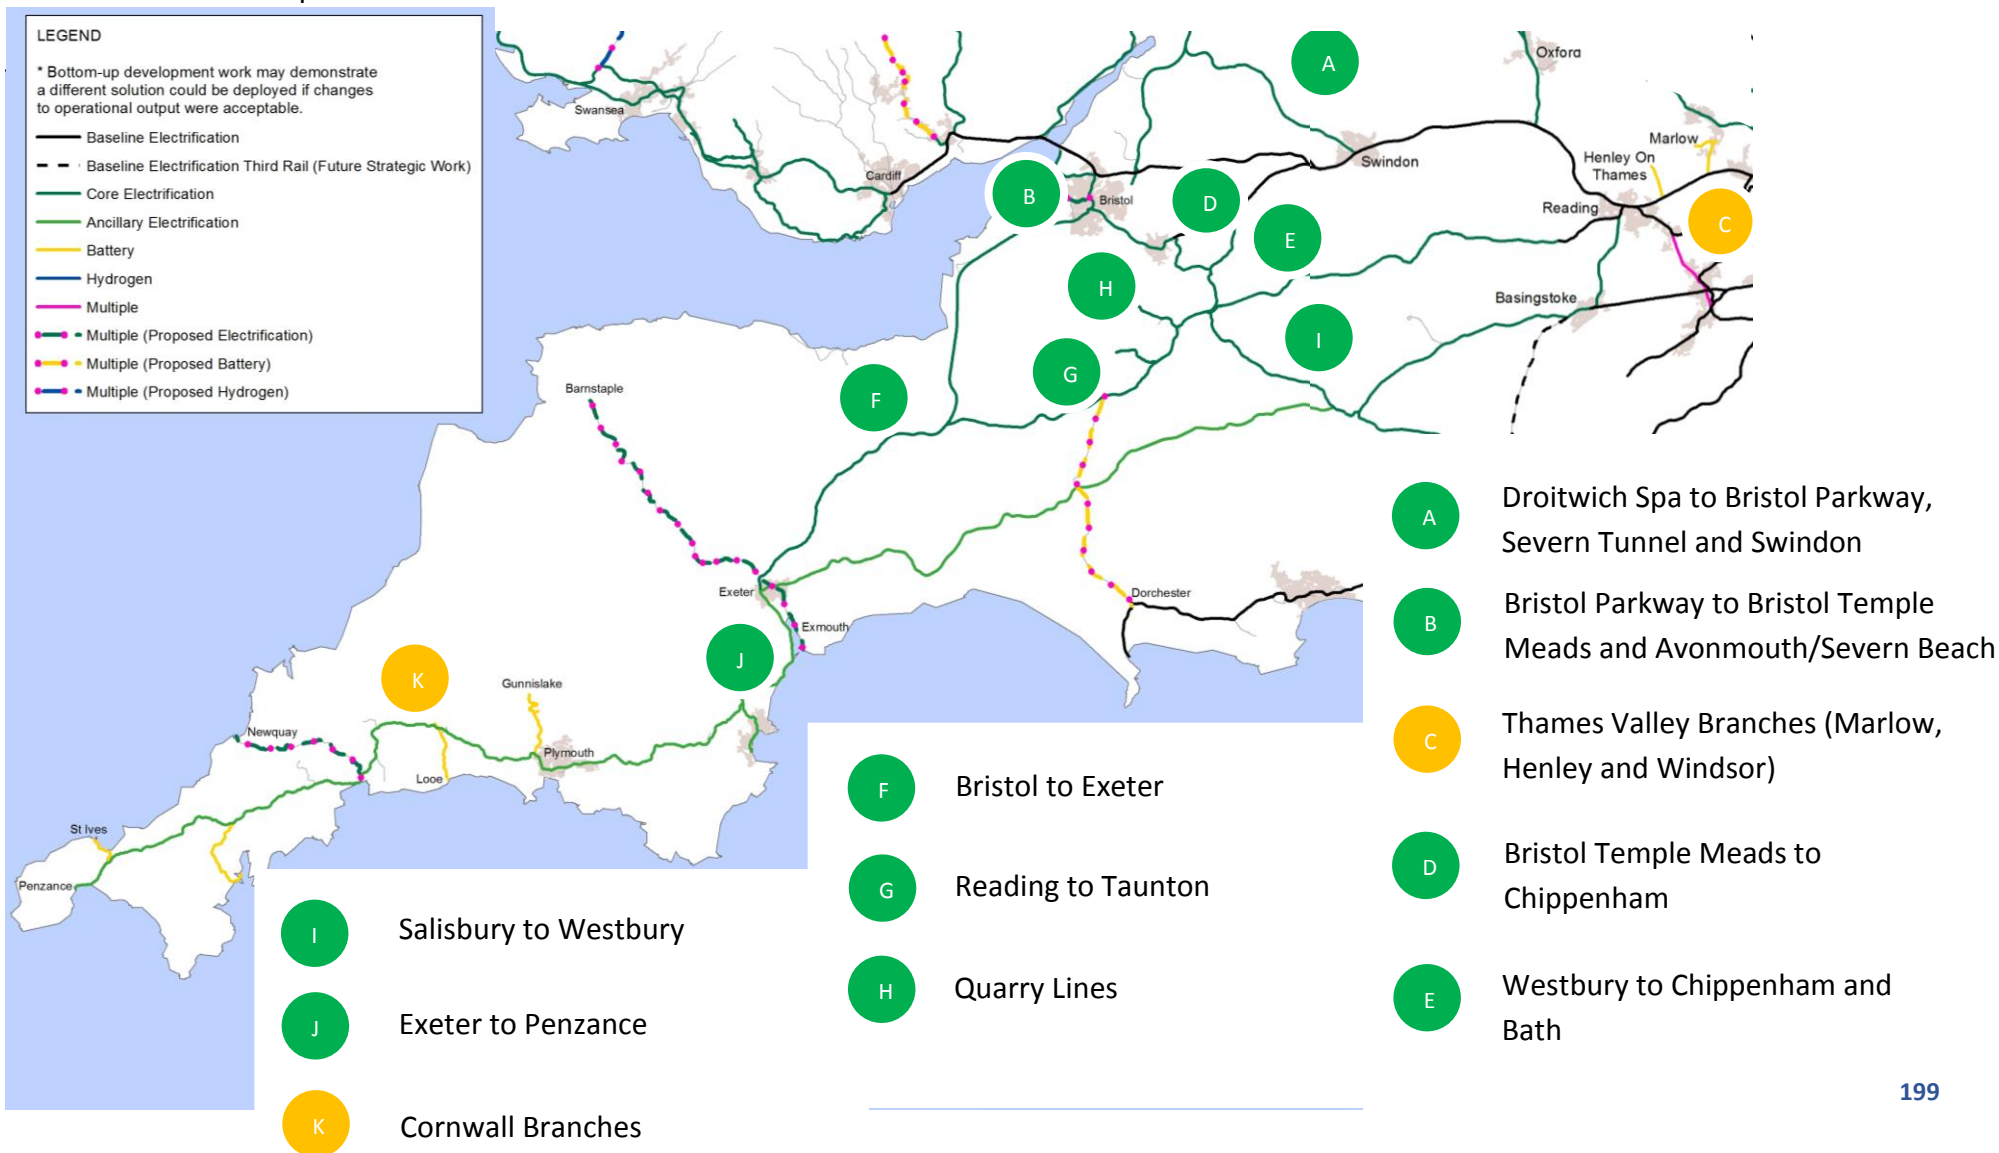 LEGEND
* Bottom-up development work may demonstrate
a different solution could be deployed if changes
to operational output were acceptable.
Baseline Electrification
Baseline Electrification Third Rail (Future Strategic Work)
Core Electrification
Ancillary Electrification
Battery
Hydrogen
Multiple
Multiple (Proposed Electrification)
Multiple (Proposed Battery)
Multiple (Proposed Hydrogen)
A
Oxford
Swansea
Marlow
Henley On
Thames
Swindon
Cardiff
B
Bristol
D
Reading
C
E
H
Basingstoke
I
G
Barnstaple
F
Exeter
Dorchester
Exmouth
J
K
Gunnislake
Newquay
Plymouth
Looe
St Ives
Penzance
A Droitwich Spa to Bristol Parkway,
Severn Tunnel and Swindon
B Bristol Parkway to Bristol Temple
Meads and Avonmouth/Severn Beach
C Thames Valley Branches (Marlow,
Henley and Windsor)
D Bristol Temple Meads to
Chippenham
E Westbury to Chippenham and
Bath
F Bristol to Exeter
G Reading to Taunton
H Quarry Lines
I Salisbury to Westbury
J Exeter to Penzance
K Cornwall Branches
199